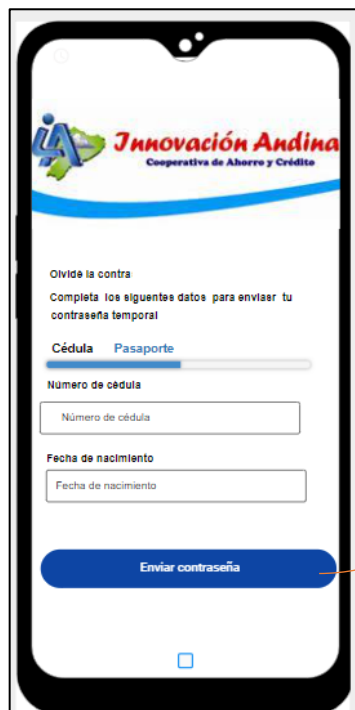 Innovación Andina
Cooperativa de Ahorro y Crédito
Olvide la contra
Completa los siguentes datos para enviaer tu
contraseña temporal
Cédula Pasaporte
Número de cédula
Número de cédula
Fecha de nacimiento
Fecha de nacimiento
Enviar contraseña